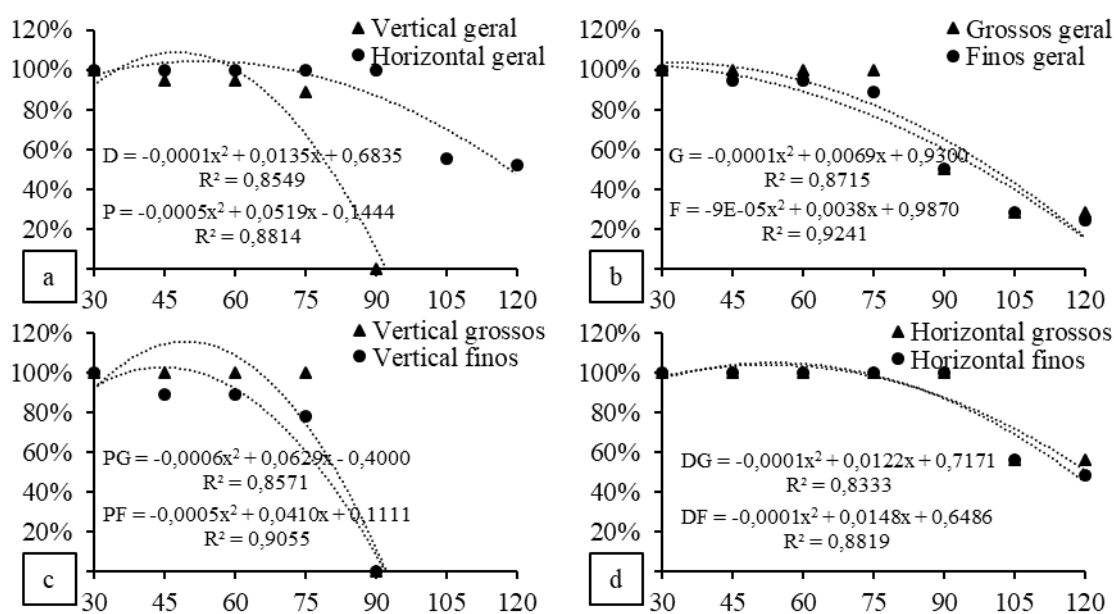 120%
100%
80%
60%
40%
20%
▲ Vertical geral
● Horizontal geral
D = -0,0001x² + 0,0135x + 0,6835
R² = 0,8549
P = -0,0005x² + 0,0519x - 0,1444
R² = 0,8814
a
30 45 60 75 90 105 120
120%
100%
80%
60%
40%
20%
▲ Grossos geral
● Finos geral
G = -0,0001x² + 0,0069x + 0,9300
R² = 0,8715
F = -9E-05x² + 0,0038x + 0,9870
R² = 0,9241
b
30 45 60 75 90 105 120
120%
100%
80%
60%
40%
20%
▲ Vertical grossos
● Vertical finos
PG = -0,0006x² + 0,0629x - 0,4000
R² = 0,8571
PF = -0,0005x² + 0,0410x + 0,1111
R² = 0,9055
c
30 45 60 75 90 105 120
120%
100%
80%
60%
40%
20%
▲ Horizontal grossos
● Horizontal finos
DG = -0,0001x² + 0,0122x + 0,7171
R² = 0,8333
DF = -0,0001x² + 0,0148x + 0,6486
R² = 0,8819
d
30 45 60 75 90 105 120